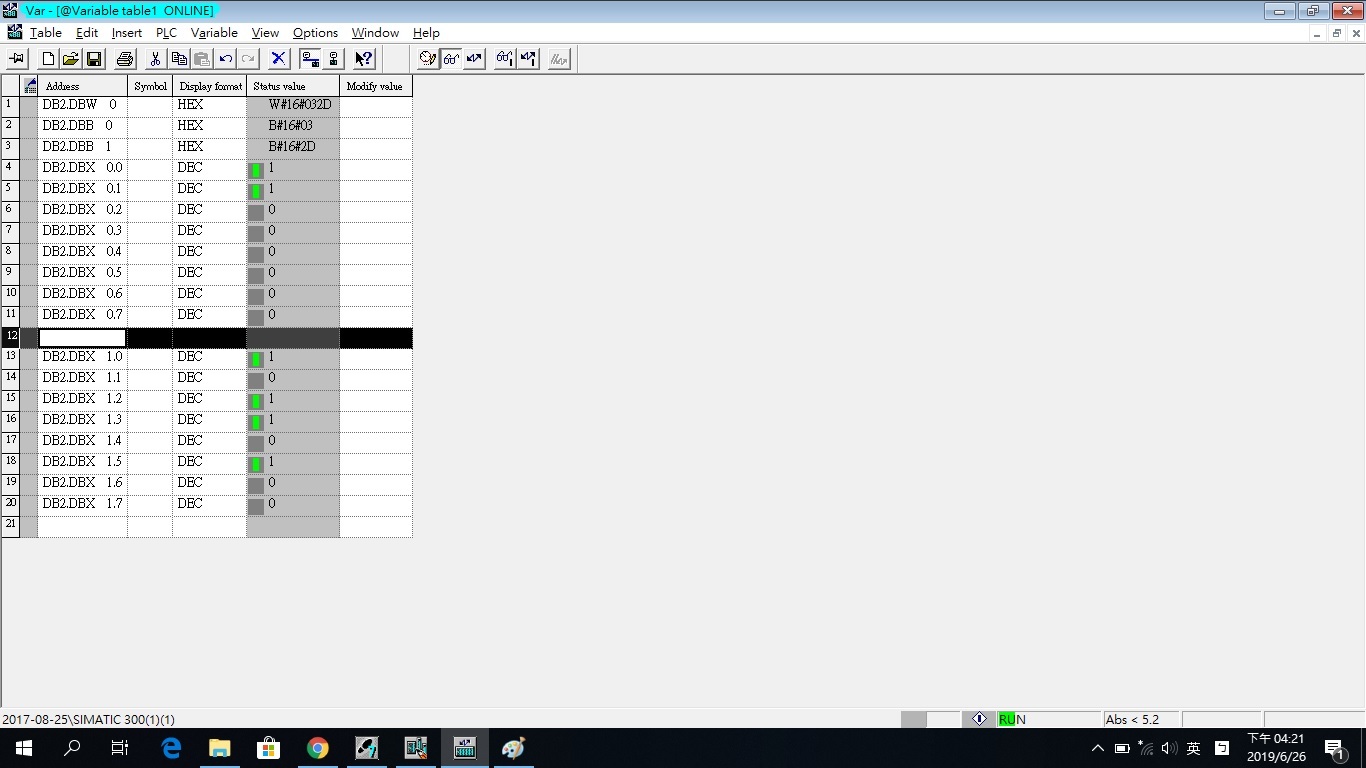 Var - [@Variable table1 ONLINE]
Table Edit Insert PLC Variable View Options Window Help
Address Symbol Display format Status value Modify value
1 DB2.DBW 0 HEX W#16#032D
2 DB2.DBB 0 HEX B#16#03
3 DB2.DBB 1 HEX B#16#2D
4 DB2.DBX 0.0 DEC 1
5 DB2.DBX 0.1 DEC 1
6 DB2.DBX 0.2 DEC 0
7 DB2.DBX 0.3 DEC 0
8 DB2.DBX 0.4 DEC 0
9 DB2.DBX 0.5 DEC 0
10 DB2.DBX 0.6 DEC 0
11 DB2.DBX 0.7 DEC 0
12
13 DB2.DBX 1.0 DEC 1
14 DB2.DBX 1.1 DEC 0
15 DB2.DBX 1.2 DEC 1
16 DB2.DBX 1.3 DEC 1
17 DB2.DBX 1.4 DEC 0
18 DB2.DBX 1.5 DEC 1
19 DB2.DBX 1.6 DEC 0
20 DB2.DBX 1.7 DEC 0
21
2017-08-25\SIMATIC 300(1)(1) RUN Abs < 5.2
英 ㄅ 下午 04:21
2019/6/26 1